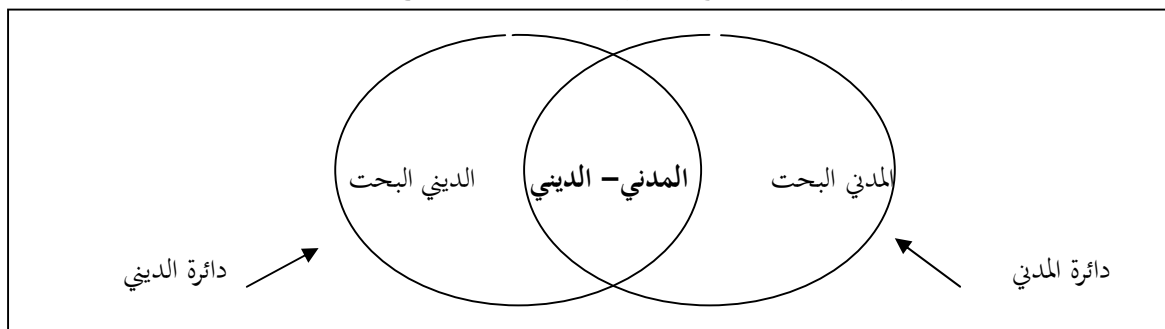 المدني البحت
المدني– الديني
الديني البحت
دائرة المدني
دائرة الديني